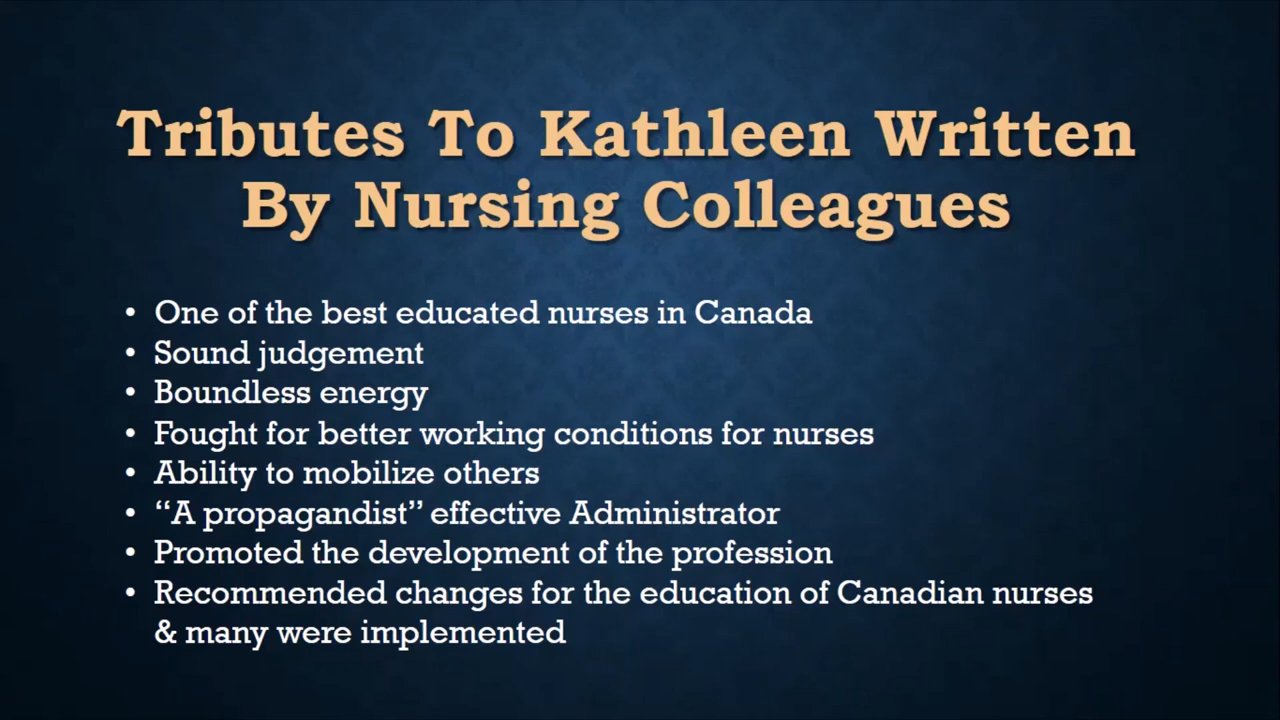 Tributes To Kathleen Written
By Nursing Colleagues
• One of the best educated nurses in Canada
• Sound judgement
• Boundless energy
• Fought for better working conditions for nurses
• Ability to mobilize others
• “A propagandist” effective Administrator
• Promoted the development of the profession
• Recommended changes for the education of Canadian nurses
& many were implemented